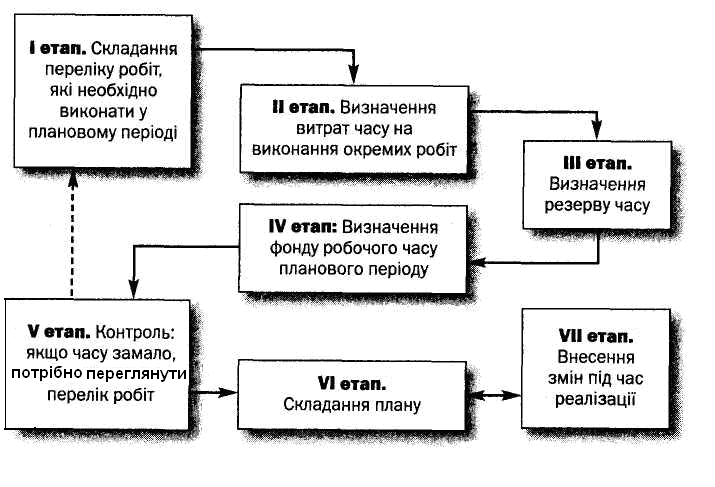 I етап. Складання
переліку робіт,
які необхідно
виконати у
плановому періоді
II етап. Визначення
витрат часу на
виконання окремих робіт
III етап.
Визначення
резерву часу
IV етап: Визначення
фонду робочого часу
планового періоду
V етап. Контроль:
якщо часу замало,
потрібно переглянути
перелік робіт
VI етап.
Складання плану
VII етап.
Внесення
змін під час
реалізації